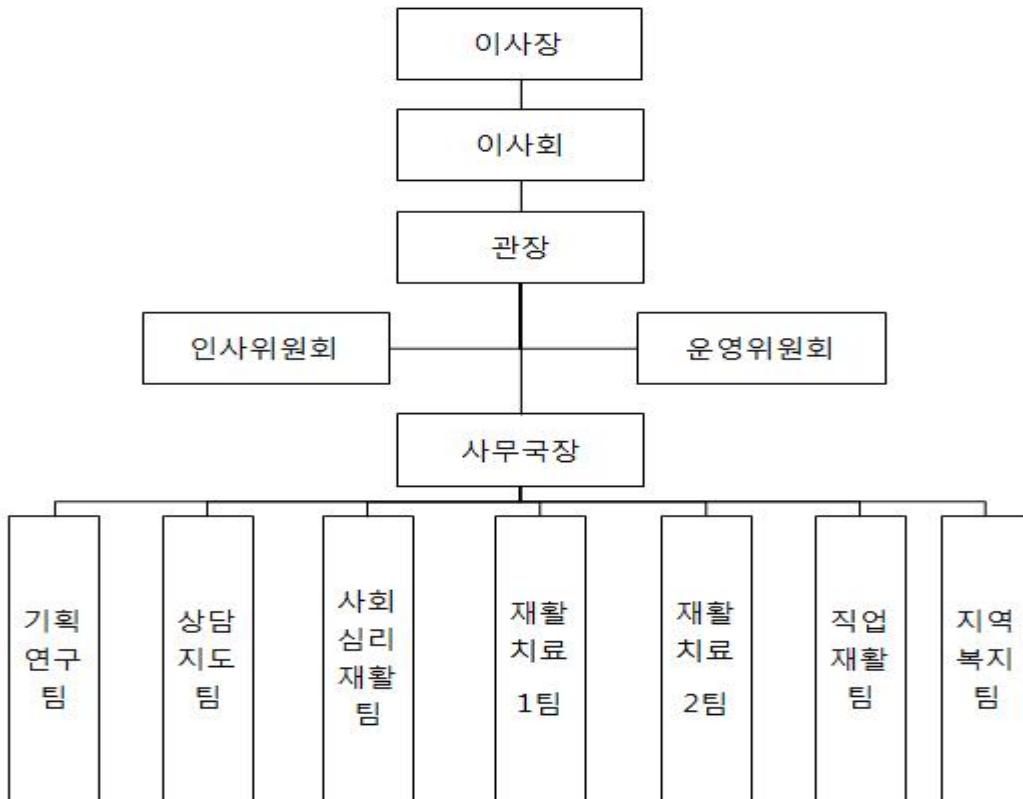 이사장
이사회
관장
인사위원회
운영위원회
사무국장
기획
연구
팀
상담
지도
팀
사회
심리
재활
팀
재활
치료
1팀
재활
치료
2팀
직업
재활
팀
지역
복지
팀